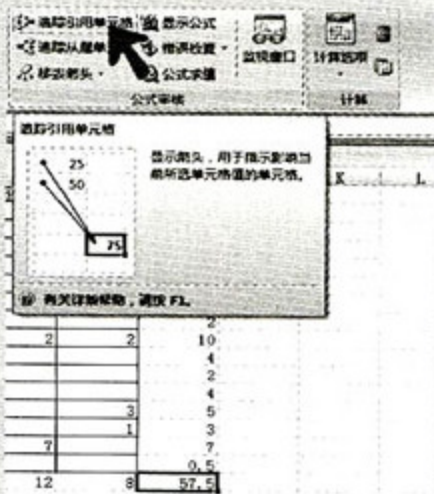 追踪引用单元格 显示公式
追踪从属单元格 错误检查
移去箭头 公式求值
监视窗口
计算选项
公式审核 计算
追踪引用单元格
25
50
75
显示箭头，用于指示影响当
前所选单元格值的单元格。
有关详细帮助，请按 F1。
K L
2
2 2 10
4
2
4
3 5
1 3
7 7
0.5
12 8 57.5